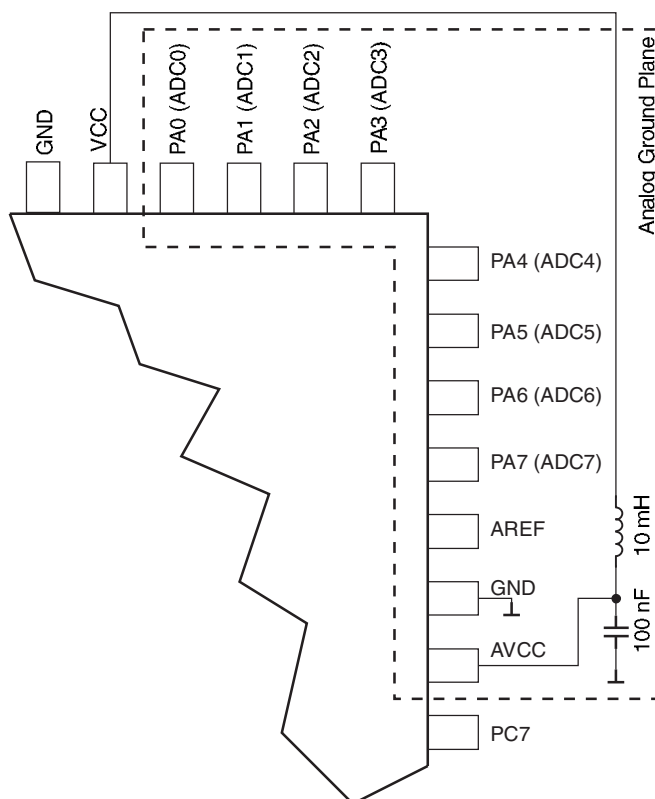 GND
VCC
PA0 (ADC0)
PA1 (ADC1)
PA2 (ADC2)
PA3 (ADC3)
Analog Ground Plane
PA4 (ADC4)
PA5 (ADC5)
PA6 (ADC6)
PA7 (ADC7)
AREF
10 mH
GND
100 nF
AVCC
PC7